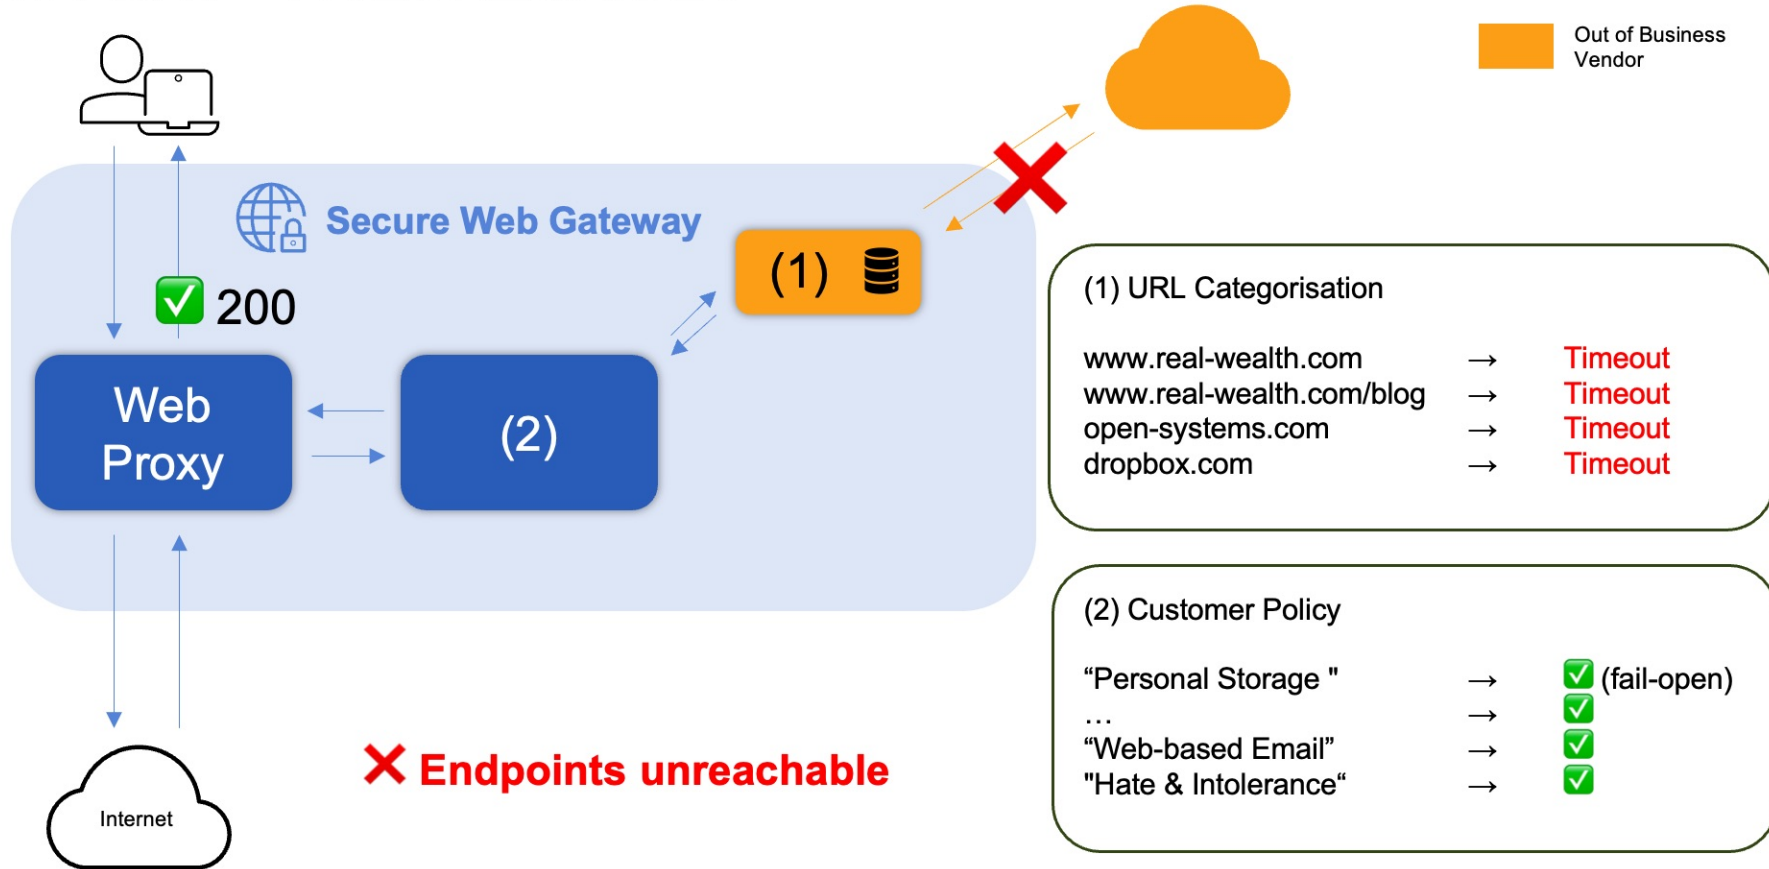 Out of Business
Vendor
Secure Web Gateway
(1)
✅ 200
Web
Proxy
(2)
(1) URL Categorisation
www.real-wealth.com → Timeout
www.real-wealth.com/blog → Timeout
open-systems.com → Timeout
dropbox.com → Timeout
(2) Customer Policy
“Personal Storage " → ✅ (fail-open)
... → ✅
“Web-based Email” → ✅
"Hate & Intolerance“ → ✅
❌ Endpoints unreachable
Internet